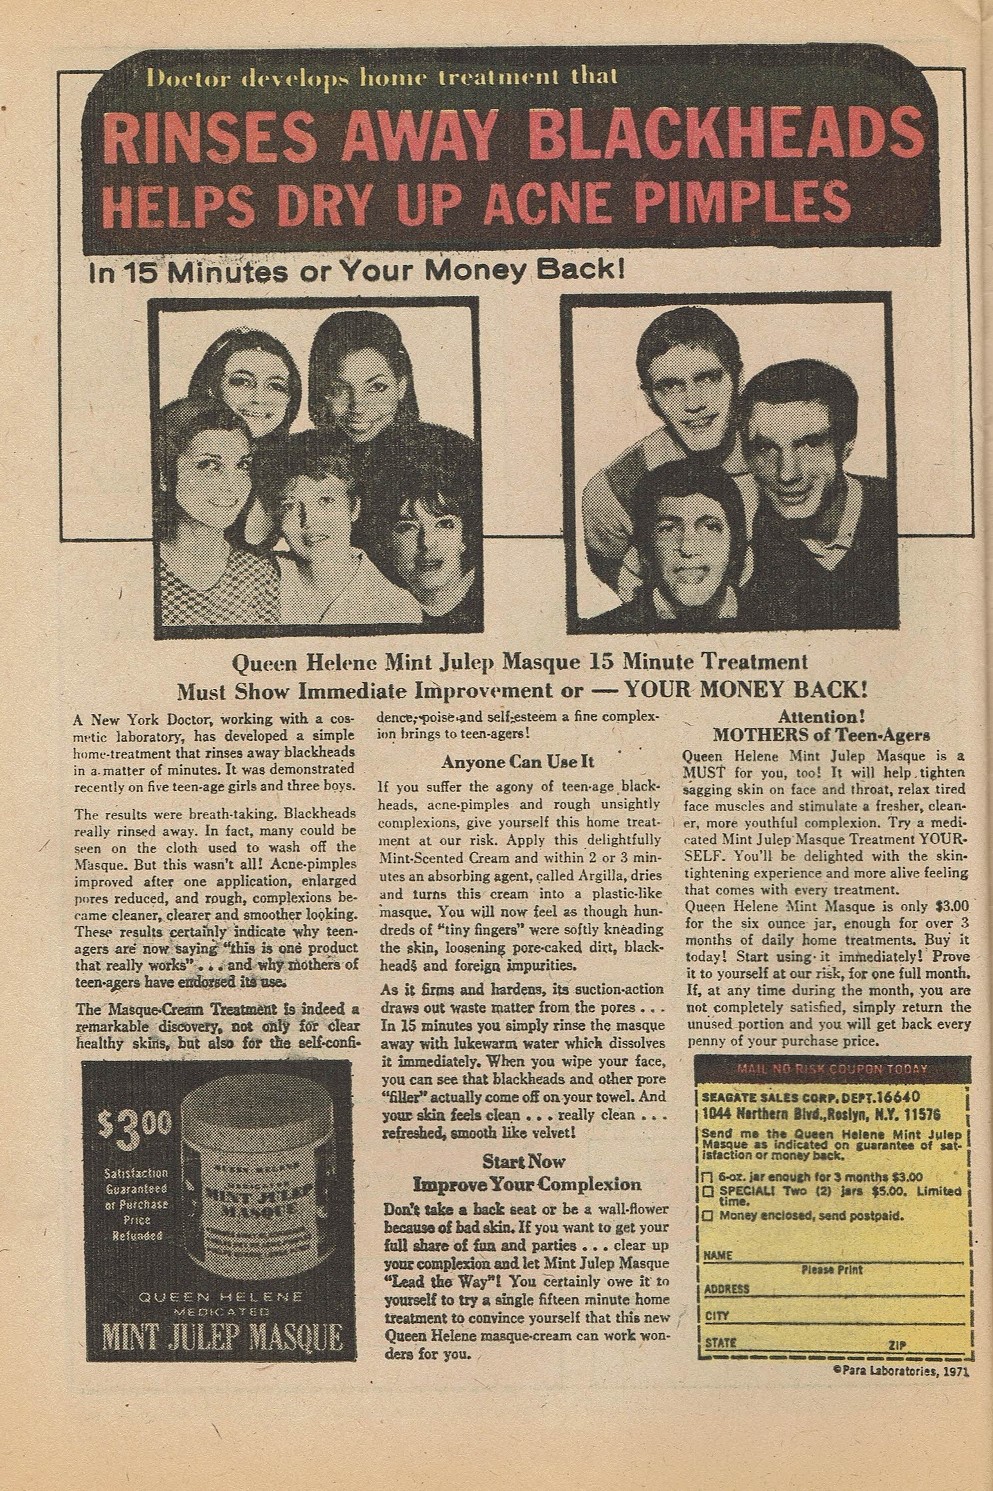 Doctor develops home treatment that
RINSES AWAY BLACKHEADS
HELPS DRY UP ACNE PIMPLES
In 15 Minutes or Your Money Back!
Queen Helene Mint Julep Masque 15 Minute Treatment
Must Show Immediate Improvement or — YOUR MONEY BACK!
A New York Doctor, working with a cos-
metic laboratory, has developed a simple
home-treatment that rinses away blackheads
in a matter of minutes. It was demonstrated
recently on five teen-age girls and three boys.
The results were breath-taking. Blackheads
really rinsed away. In fact, many could be
seen on the cloth used to wash off the
Masque. But this wasn't all! Acne-pimples
improved after one application, enlarged
pores reduced, and rough, complexions be-
came cleaner, clearer and smoother looking.
These results certainly indicate why teen-
agers are now saying "this is one product
that really works" . . . and why mothers of
teen-agers have endorsed its use.
The Masque-Cream Treatment is indeed a
remarkable discovery, not only for clear
healthy skins, but also for the self-confi-
$3.00
Satisfaction
Guaranteed
or Purchase
Price
Refunded
QUEEN HELENE
MINT JULEP
MASQUE
QUEEN HELENE
MEDICATED
MINT JULEP MASQUE
dence, poise and self-esteem a fine complex-
ion brings to teen-agers!
Anyone Can Use It
If you suffer the agony of teen-age black-
heads, acne-pimples and rough unsightly
complexions, give yourself this home treat-
ment at our risk. Apply this delightfully
Mint-Scented Cream and within 2 or 3 min-
utes an absorbing agent, called Argilla, dries
and turns this cream into a plastic-like
masque. You will now feel as though hun-
dreds of "tiny fingers" were softly kneading
the skin, loosening pore-caked dirt, black-
heads and foreign impurities.
As it firms and hardens, its suction-action
draws out waste matter from the pores . . .
In 15 minutes you simply rinse the masque
away with lukewarm water which dissolves
it immediately. When you wipe your face,
you can see that blackheads and other pore
"filler" actually come off on your towel. And
your skin feels clean . . . really clean . . .
refreshed, smooth like velvet!
Start Now
Improve Your Complexion
Don't take a back seat or be a wall-flower
because of bad skin. If you want to get your
full share of fun and parties . . . clear up
your complexion and let Mint Julep Masque
"Lead the Way"! You certainly owe it to
yourself to try a single fifteen minute home
treatment to convince yourself that this new
Queen Helene masque-cream can work won-
ders for you.
Attention!
MOTHERS of Teen-Agers
Queen Helene Mint Julep Masque is a
MUST for you, too! It will help tighten
sagging skin on face and throat, relax tired
face muscles and stimulate a fresher, clean-
er, more youthful complexion. Try a medi-
cated Mint Julep Masque Treatment YOUR-
SELF. You'll be delighted with the skin-
tightening experience and more alive feeling
that comes with every treatment.
Queen Helene Mint Masque is only $3.00
for the six ounce jar, enough for over 3
months of daily home treatments. Buy it
today! Start using it immediately! Prove
it to yourself at our risk, for one full month.
If, at any time during the month, you are
not completely satisfied, simply return the
unused portion and you will get back every
penny of your purchase price.
MAIL NO RISK COUPON TODAY
SEAGATE SALES CORP. DEPT. 16640
1044 Northern Blvd., Roslyn, N.Y. 11576
Send me the Queen Helene Mint Julep
Masque as indicated on guarantee of sat-
isfaction or money back.
6-oz. jar enough for 3 months $3.00
SPECIAL! Two (2) jars $5.00. Limited
time.
Money enclosed, send postpaid.
NAME
Please Print
ADDRESS
CITY
STATE ZIP
©Para Laboratories, 1971